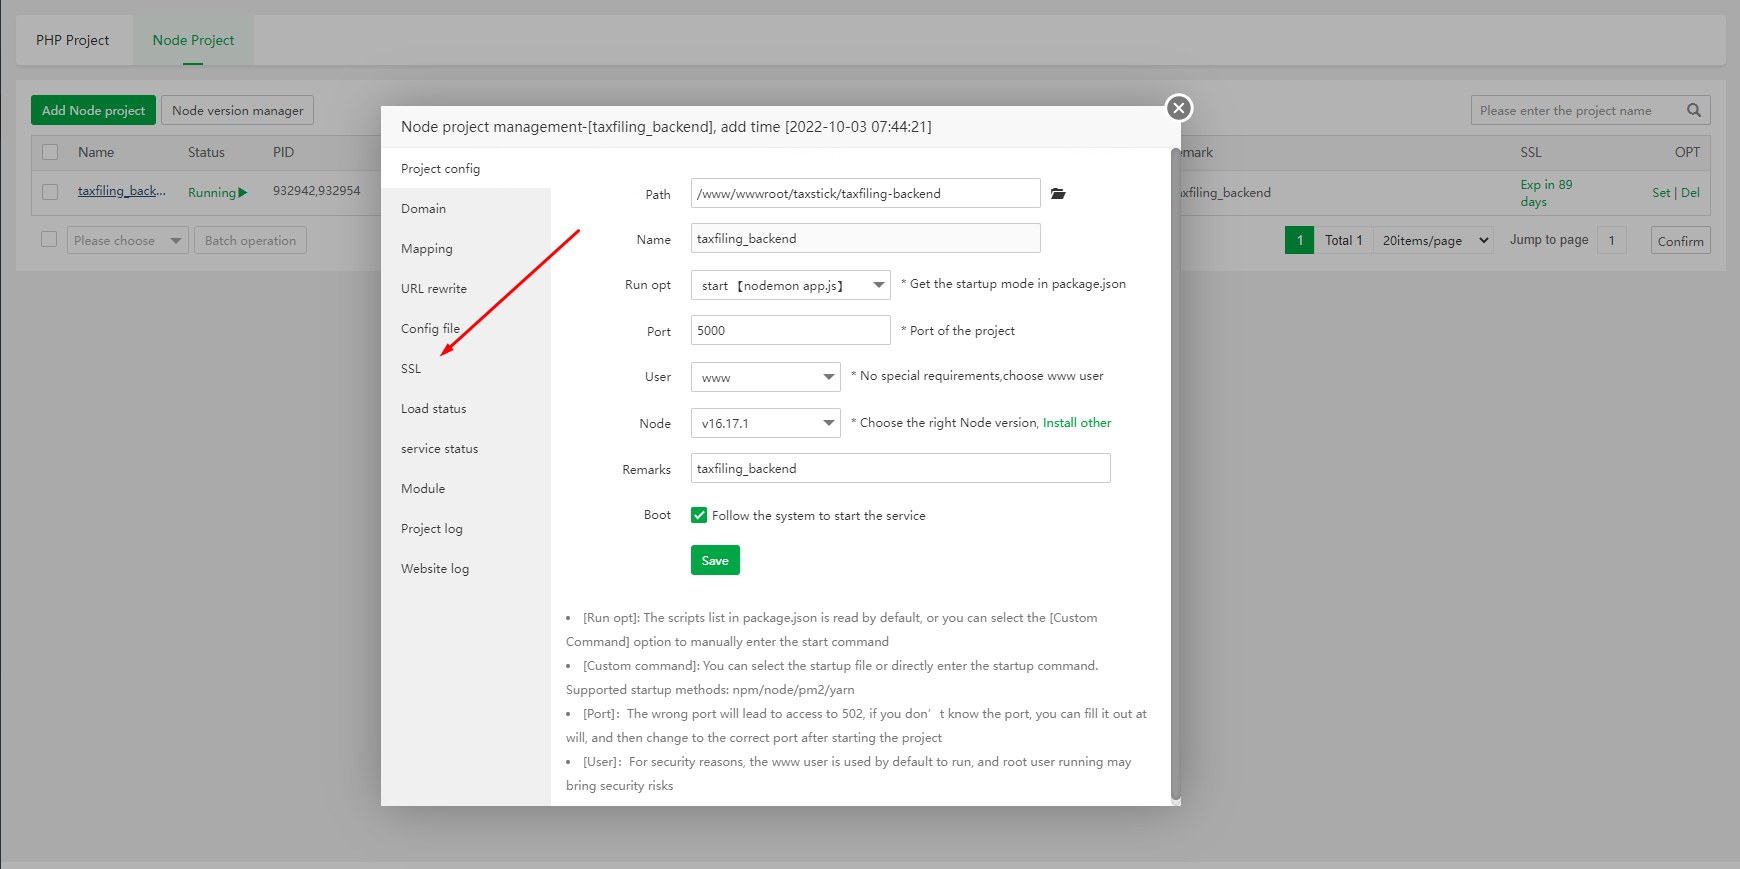 PHP Project
Node Project
Add Node project
Node version manager
Please enter the project name
Name
Status
PID
SSL
OPT
taxfiling_back...
Running
932942,932954
Exp in 89
days
Set | Del
Please choose
Batch operation
1
Total 1
20items/page
Jump to page
1
Confirm
Node project management-[taxfiling_backend], add time [2022-10-03 07:44:21]
Project config
Domain
Mapping
URL rewrite
Config file
SSL
Load status
service status
Module
Project log
Website log
Path
/www/wwwroot/taxstick/taxfiling-backend
Name
taxfiling_backend
Run opt
start 【nodemon app.js】
* Get the startup mode in package.json
Port
5000
* Port of the project
User
www
* No special requirements,choose www user
Node
v16.17.1
* Choose the right Node version, Install other
Remarks
taxfiling_backend
Boot
Follow the system to start the service
Save
• [Run opt]: The scripts list in package.json is read by default, or you can select the [Custom
Command] option to manually enter the start command
• [Custom command]: You can select the startup file or directly enter the startup command.
Supported startup methods: npm/node/pm2/yarn
• [Port]：The wrong port will lead to access to 502, if you don’t know the port, you can fill it out at
will, and then change to the correct port after starting the project
• [User]：For security reasons, the www user is used by default to run, and root user running may
bring security risks